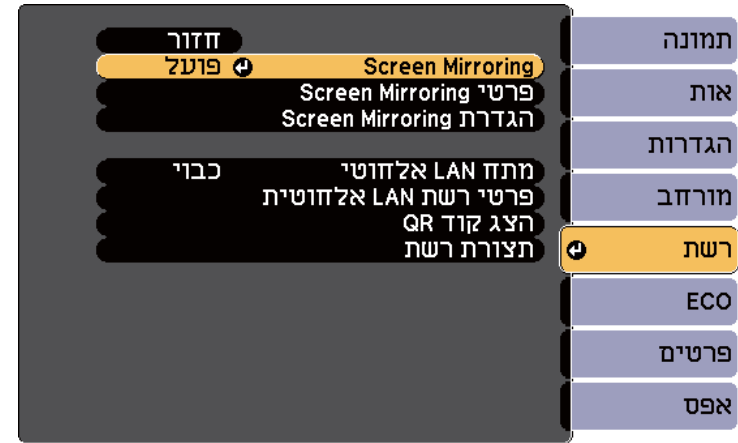 תמונה
אות
הגדרות
מורחב
רשת
ECO
פרטים
אפס
חזור
Screen Mirroring פועל
פרטי Screen Mirroring
הגדרת Screen Mirroring
מתח LAN אלחוטי כבוי
פרטי רשת LAN אלחוטית
הצג קוד QR
תצורת רשת